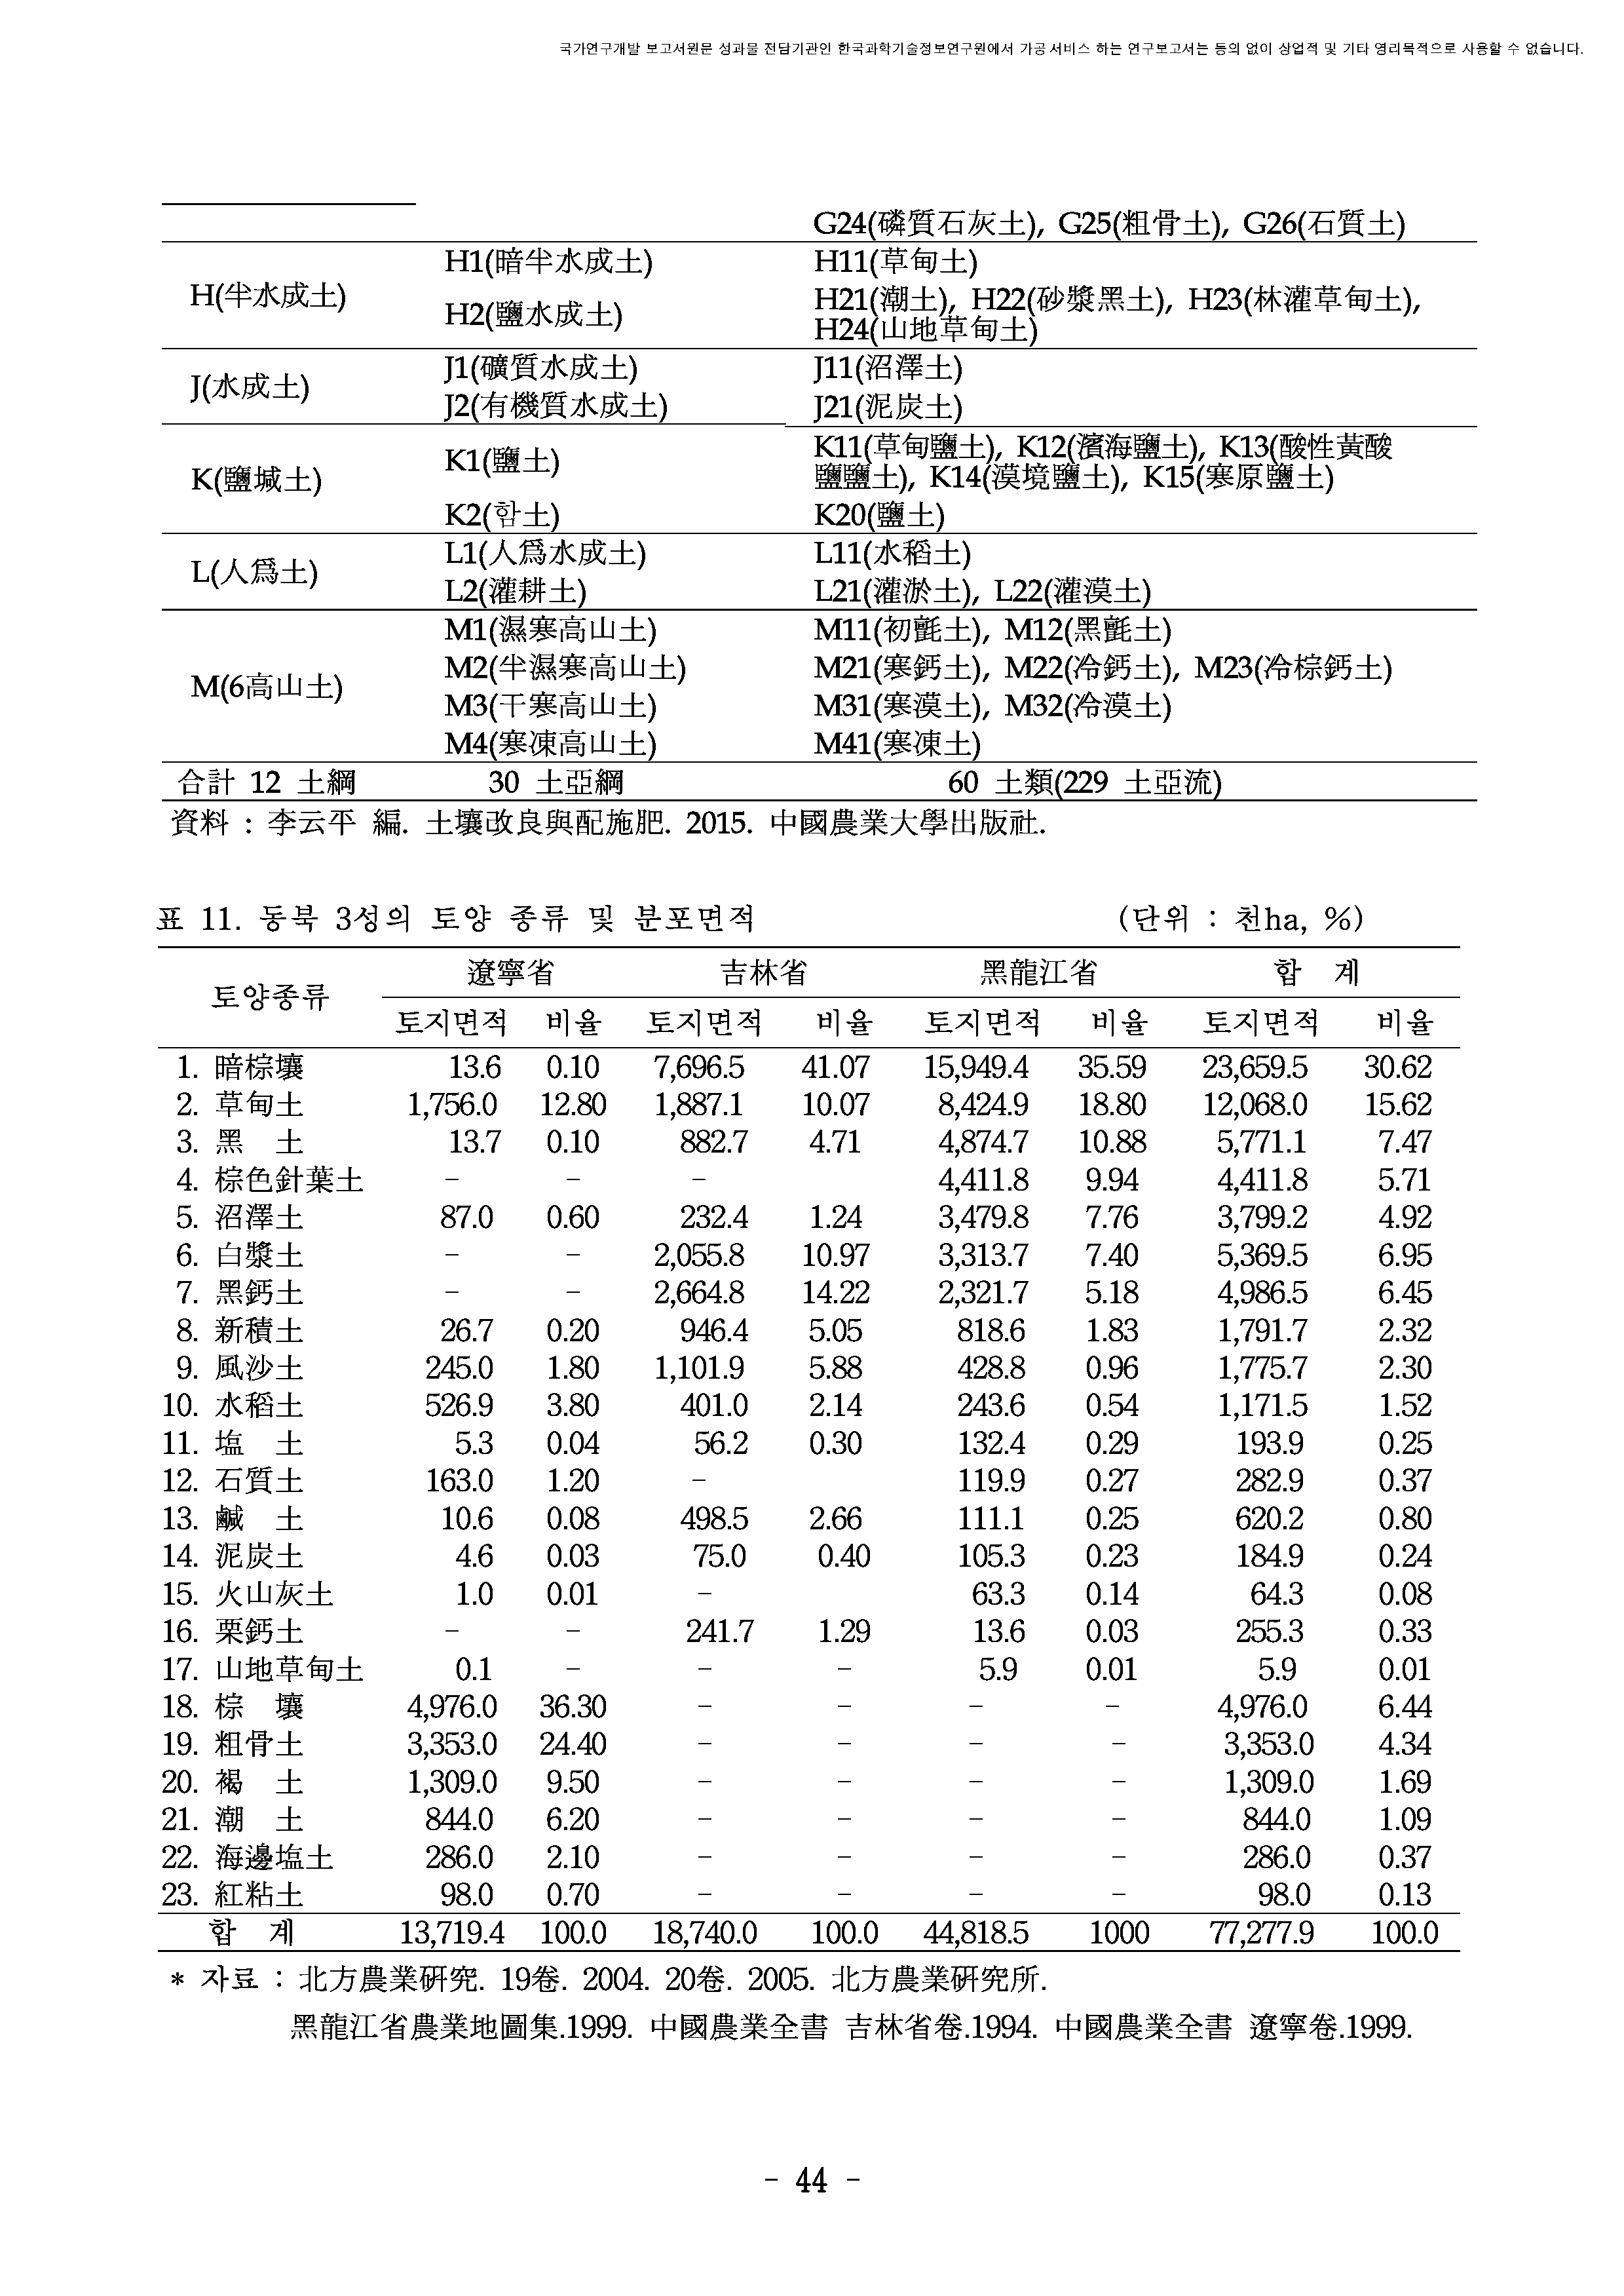 국가연구개발 보고서원문 성과물 전담기관인 한국과학기술정보연구원에서 가공·서비스 하는 연구보고서는 동의 없이 상업적 및 기타 영리목적으로 사용할 수 없습니다.
G24(磷質石灰土), G25(粗骨土), G26(石質土)
H(半水成土) H1(暗半水成土) H11(草甸土)
H2(鹽水成土) H21(潮土), H22(砂漿黑土), H23(林灌草甸土),
H24(山地草甸土)
J(水成土) J1(礦質水成土) J11(沼澤土)
J2(有機質水成土) J21(泥炭土)
K(鹽堿土) K1(鹽土) K11(草甸鹽土), K12(濱海鹽土), K13(酸性黃酸
鹽鹽土), K14(漠境鹽土), K15(寒原鹽土)
K2(함土) K20(鹽土)
L(人爲土) L1(人爲水成土) L11(水稻土)
L2(灌耕土) L21(灌淤土), L22(灌漠土)
M(6高山土) M1(濕寒高山土) M11(初氈土), M12(黑氈土)
M2(半濕寒高山土) M21(寒鈣土), M22(冷鈣土), M23(冷棕鈣土)
M3(干寒高山土) M31(寒漠土), M32(冷漠土)
M4(寒凍高山土) M41(寒凍土)
合計 12 土綱 30 土亞綱 60 土類(229 土亞流)
資料 : 李云平 編. 土壤改良與配施肥. 2015. 中國農業大學出版社.
표 11. 동북 3성의 토양 종류 및 분포면적 (단위 : 천ha, %)
토양종류 遼寧省 吉林省 黑龍江省 합 계
토지면적 비율 토지면적 비율 토지면적 비율 토지면적 비율
1. 暗棕壤 13.6 0.10 7,696.5 41.07 15,949.4 35.59 23,659.5 30.62
2. 草甸土 1,756.0 12.80 1,887.1 10.07 8,424.9 18.80 12,068.0 15.62
3. 黑 土 13.7 0.10 882.7 4.71 4,874.7 10.88 5,771.1 7.47
4. 棕色針葉土 - - - 4,411.8 9.94 4,411.8 5.71
5. 沼澤土 87.0 0.60 232.4 1.24 3,479.8 7.76 3,799.2 4.92
6. 白漿土 - - 2,055.8 10.97 3,313.7 7.40 5,369.5 6.95
7. 黑鈣土 - - 2,664.8 14.22 2,321.7 5.18 4,986.5 6.45
8. 新積土 26.7 0.20 946.4 5.05 818.6 1.83 1,791.7 2.32
9. 風沙土 245.0 1.80 1,101.9 5.88 428.8 0.96 1,775.7 2.30
10. 水稻土 526.9 3.80 401.0 2.14 243.6 0.54 1,171.5 1.52
11. 塩 土 5.3 0.04 56.2 0.30 132.4 0.29 193.9 0.25
12. 石質土 163.0 1.20 - 119.9 0.27 282.9 0.37
13. 鹹 土 10.6 0.08 498.5 2.66 111.1 0.25 620.2 0.80
14. 泥炭土 4.6 0.03 75.0 0.40 105.3 0.23 184.9 0.24
15. 火山灰土 1.0 0.01 - 63.3 0.14 64.3 0.08
16. 栗鈣土 - - 241.7 1.29 13.6 0.03 255.3 0.33
17. 山地草甸土 0.1 - - - 5.9 0.01 5.9 0.01
18. 棕 壤 4,976.0 36.30 - - - - 4,976.0 6.44
19. 粗骨土 3,353.0 24.40 - - - - 3,353.0 4.34
20. 褐 土 1,309.0 9.50 - - - - 1,309.0 1.69
21. 潮 土 844.0 6.20 - - - - 844.0 1.09
22. 海邊塩土 286.0 2.10 - - - - 286.0 0.37
23. 紅粘土 98.0 0.70 - - - - 98.0 0.13
합 계 13,719.4 100.0 18,740.0 100.0 44,818.5 1000 77,277.9 100.0
* 자료 : 北方農業硏究. 19卷. 2004. 20卷. 2005. 北方農業硏究所.
黑龍江省農業地圖集.1999. 中國農業全書 吉林省卷.1994. 中國農業全書 遼寧卷.1999.
- 44 -